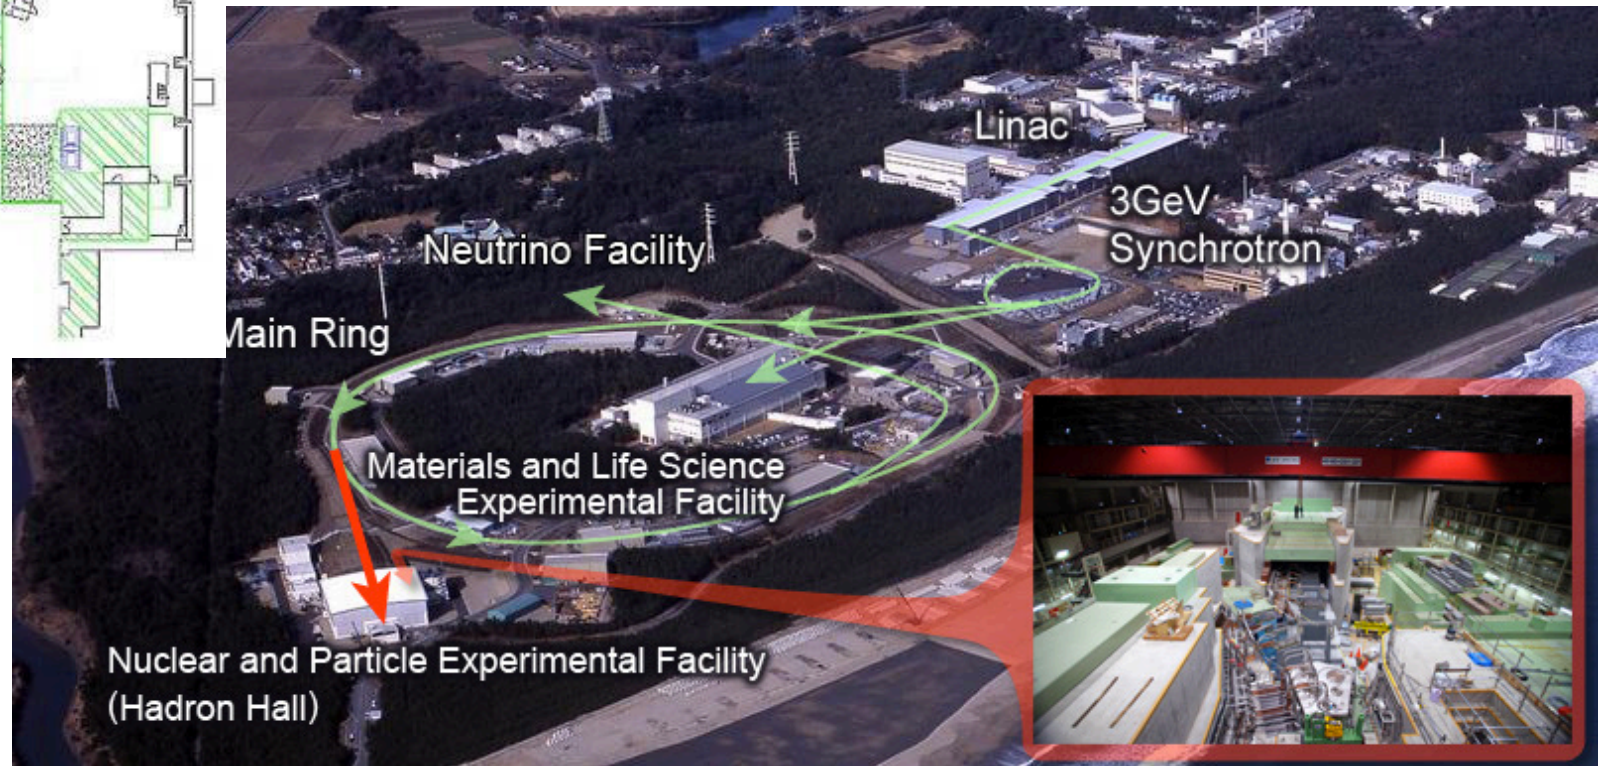 Linac
3GeV
Synchrotron
Neutrino Facility
Main Ring
Materials and Life Science
Experimental Facility
Nuclear and Particle Experimental Facility
(Hadron Hall)